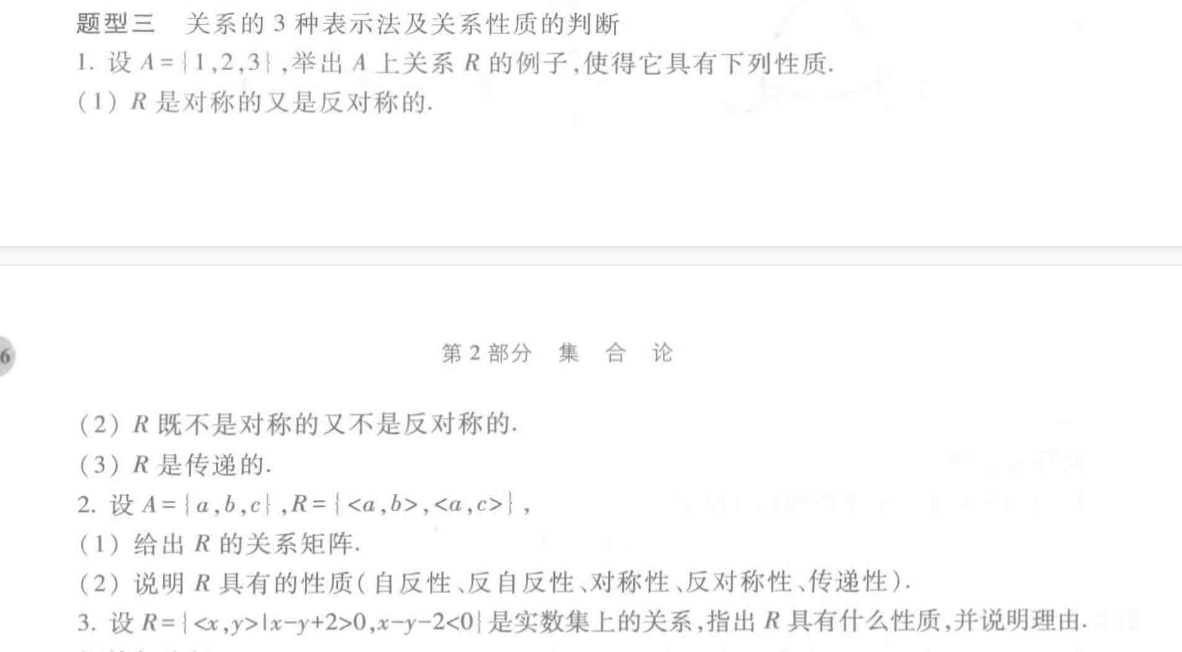 题型三 关系的 3 种表示法及关系性质的判断
1. 设 A={1,2,3},举出 A 上关系 R 的例子,使得它具有下列性质.
(1) R 是对称的又是反对称的.
6
第 2 部分 集 合 论
(2) R 既不是对称的又不是反对称的.
(3) R 是传递的.
2. 设 A={a,b,c},R={<a,b>,<a,c>},
(1) 给出 R 的关系矩阵.
(2) 说明 R 具有的性质(自反性、反自反性、对称性、反对称性、传递性).
3. 设 R={<x,y>|x-y+2>0,x-y-2<0}是实数集上的关系,指出 R 具有什么性质,并说明理由.